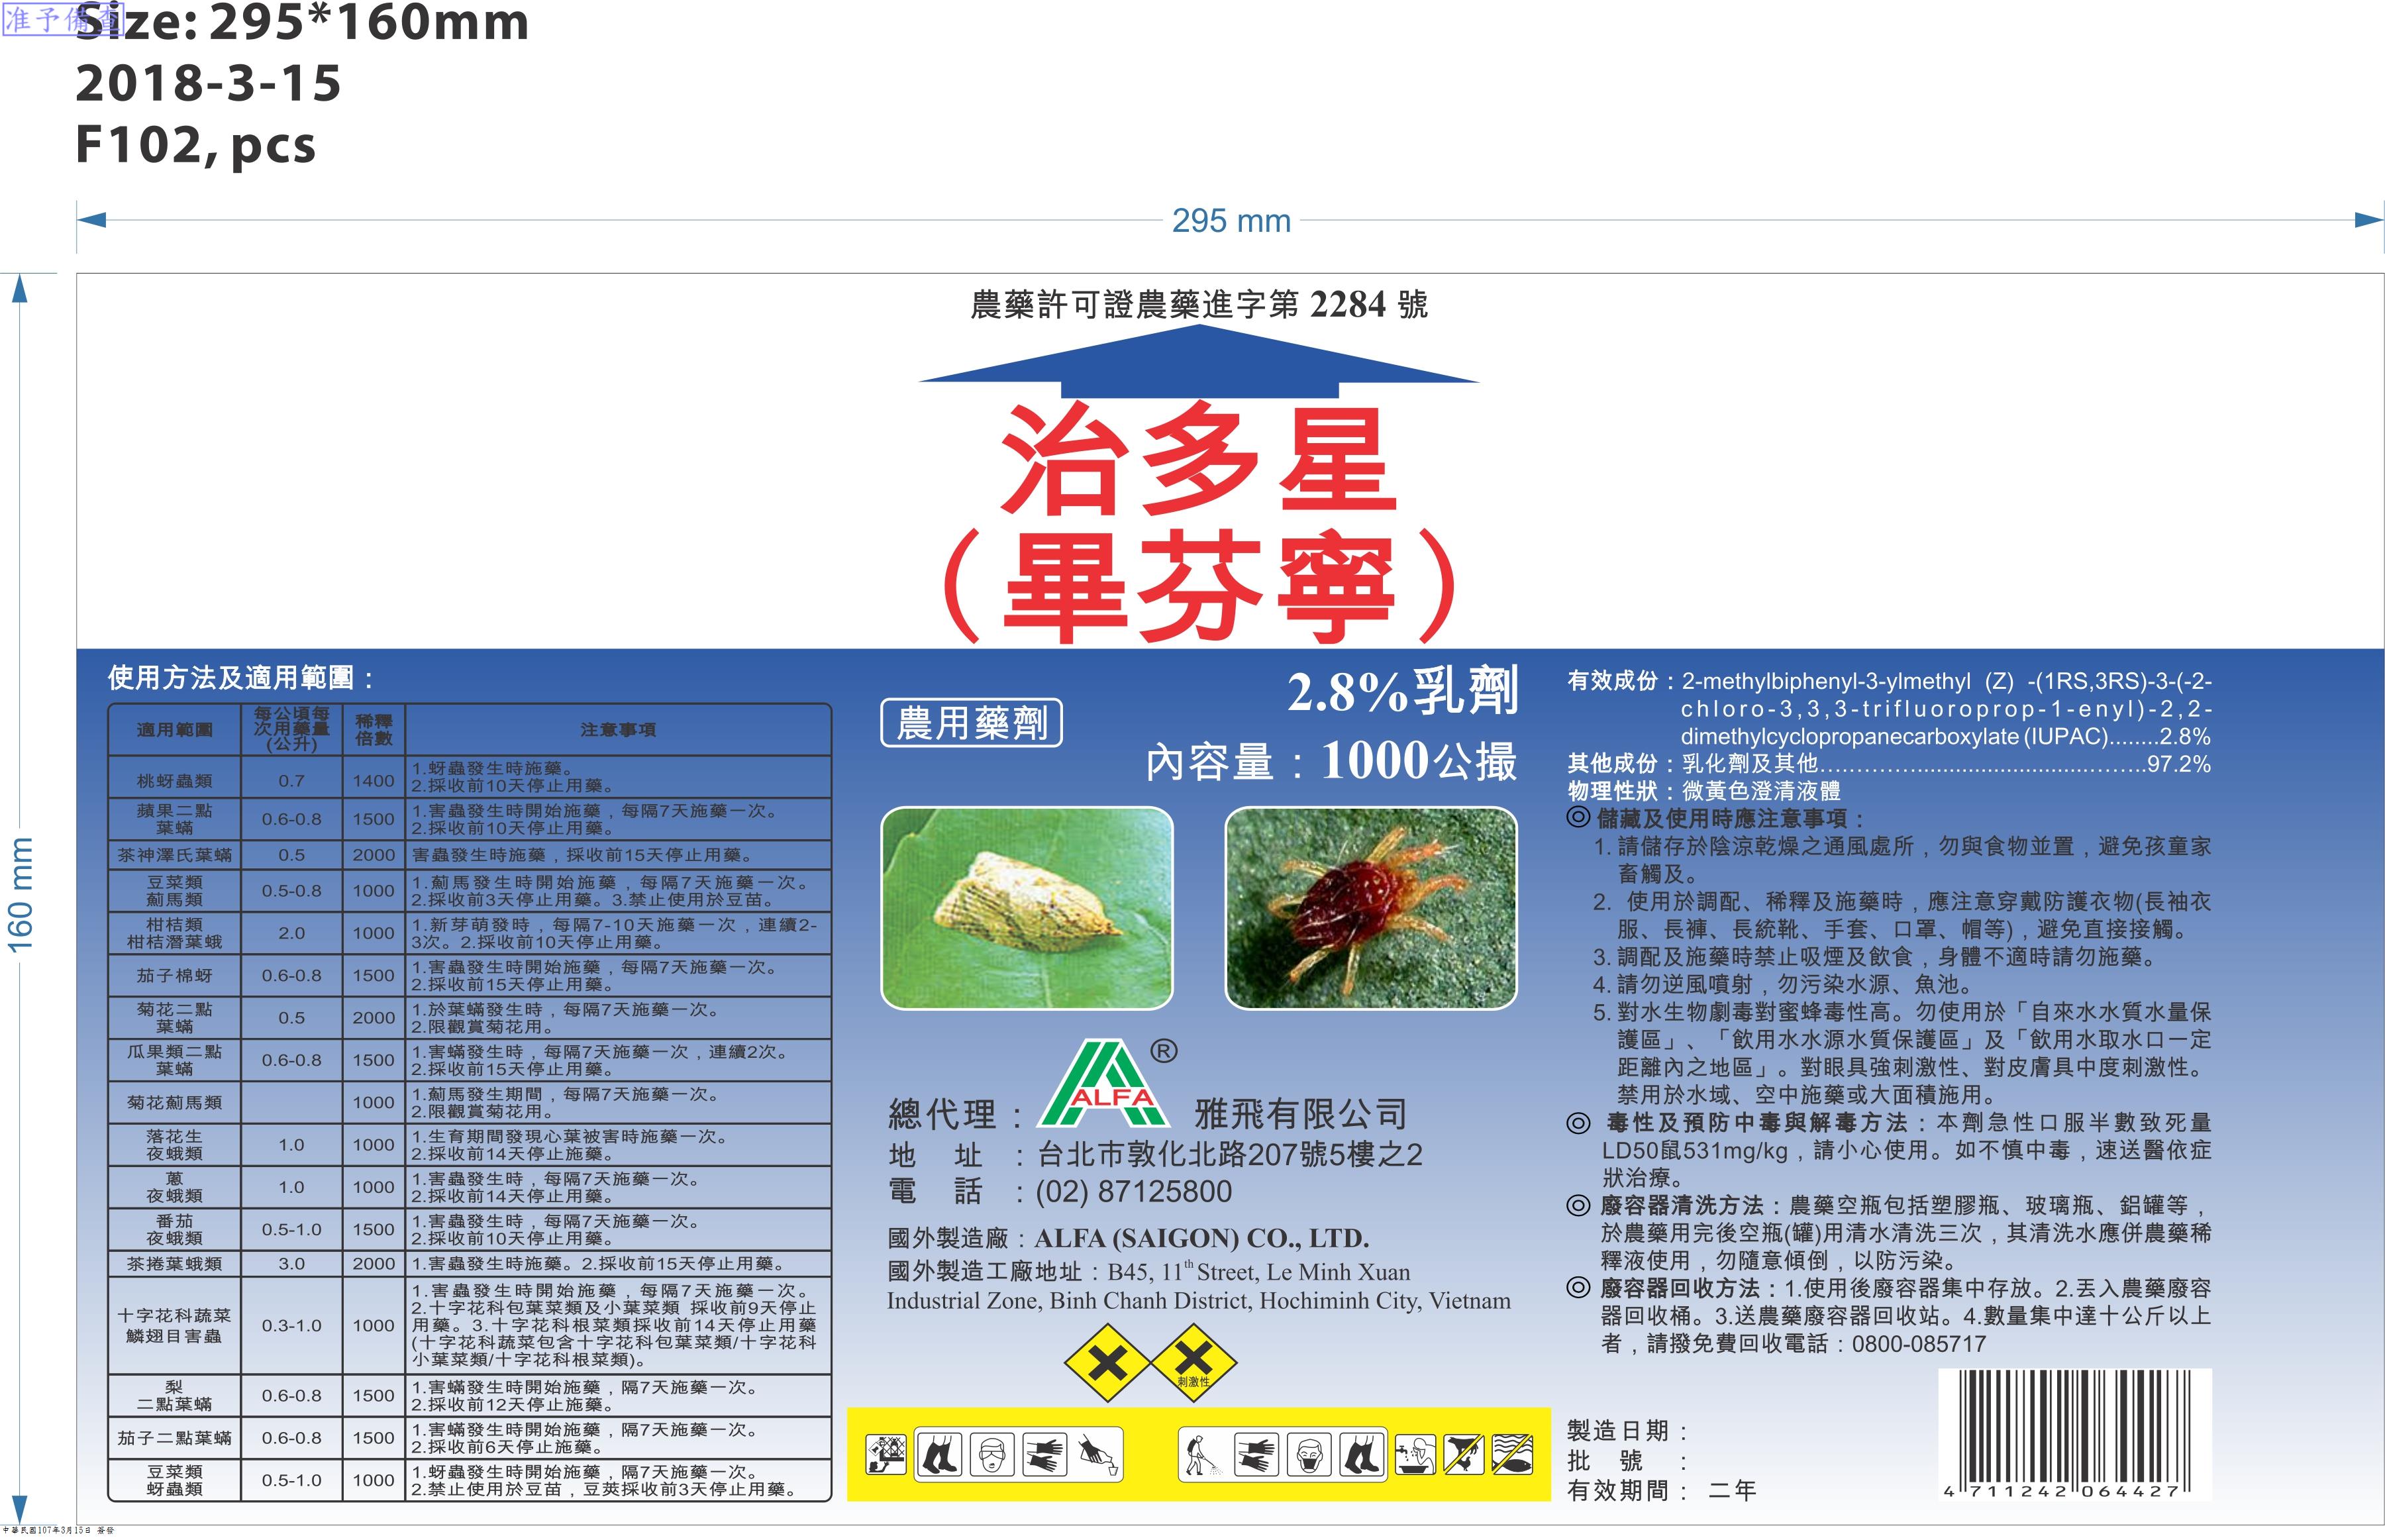 准予備查
Size: 295*160mm
2018-3-15
F102, pcs
295 mm
160 mm
農藥許可證農藥進字第 2284 號
治多星
（畢芬寧）
使用方法及適用範圍：
適用範圍 每公頃每次用藥量(公升) 稀釋倍數 注意事項
桃蚜蟲類 0.7 1400 1.蚜蟲發生時施藥。
2.採收前10天停止用藥。
蘋果二點葉蟎 0.6-0.8 1500 1.害蟲發生時開始施藥，每隔7天施藥一次。
2.採收前10天停止用藥。
茶神澤氏葉蟎 0.5 2000 害蟲發生時施藥，採收前15天停止用藥。
豆菜類薊馬類 0.5-0.8 1000 1.薊馬發生時開始施藥，每隔7天施藥一次。
2.採收前3天停止用藥。3.禁止使用於豆苗。
柑桔類柑桔潛葉蛾 2.0 1000 1.新芽萌發時，每隔7-10天施藥一次，連續2-
3次。2.採收前10天停止用藥。
茄子棉蚜 0.6-0.8 1500 1.害蟲發生時開始施藥，每隔7天施藥一次。
2.採收前15天停止用藥。
菊花二點葉蟎 0.5 2000 1.於葉蟎發生時，每隔7天施藥一次。
2.限觀賞菊花用。
瓜果類二點葉蟎 0.6-0.8 1500 1.害蟎發生時，每隔7天施藥一次，連續2次。
2.採收前15天停止用藥。
菊花薊馬類 1000 1.薊馬發生期間，每隔7天施藥一次。
2.限觀賞菊花用。
落花生夜蛾類 1.0 1000 1.生育期間發現心葉被害時施藥一次。
2.採收前14天停止施藥。
蔥夜蛾類 1.0 1000 1.害蟲發生時，每隔7天施藥一次。
2.採收前14天停止用藥。
番茄夜蛾類 0.5-1.0 1500 1.害蟲發生時，每隔7天施藥一次。
2.採收前10天停止用藥。
茶捲葉蛾類 3.0 2000 1.害蟲發生時施藥。2.採收前15天停止用藥。
十字花科蔬菜鱗翅目害蟲 0.3-1.0 1000 1.害蟲發生時開始施藥，每隔7天施藥一次。
2.十字花科包葉菜類及小葉菜類 採收前9天停止
用藥。3.十字花科根菜類採收前14天停止用藥
(十字花科蔬菜包含十字花科包葉菜類/十字花科
小葉菜類/十字花科根菜類)。
梨二點葉蟎 0.6-0.8 1500 1.害蟎發生時開始施藥，隔7天施藥一次。
2.採收前12天停止施藥。
茄子二點葉蟎 0.6-0.8 1500 1.害蟎發生時開始施藥，隔7天施藥一次。
2.採收前6天停止施藥。
豆菜類蚜蟲類 0.5-1.0 1000 1.蚜蟲發生時開始施藥，隔7天施藥一次。
2.禁止使用於豆苗，豆莢採收前3天停止用藥。
2.8%乳劑
農用藥劑
內容量：1000公撮
ALFA ®
總代理： 雅飛有限公司
地 址 ：台北市敦化北路207號5樓之2
電 話 ：(02) 87125800
國外製造廠：ALFA (SAIGON) CO., LTD.
國外製造工廠地址：B45, 11th Street, Le Minh Xuan
Industrial Zone, Binh Chanh District, Hochiminh City, Vietnam
刺激性
有效成份：2-methylbiphenyl-3-ylmethyl (Z) -(1RS,3RS)-3-(-2-
chloro-3,3,3-trifluoroprop-1-enyl)-2,2-
dimethylcyclopropanecarboxylate (IUPAC)........2.8%
其他成份：乳化劑及其他.......................................97.2%
物理性狀：微黃色澄清液體
◎ 儲藏及使用時應注意事項：
1. 請儲存於陰涼乾燥之通風處所，勿與食物並置，避免孩童家
畜觸及。
2. 使用於調配、稀釋及施藥時，應注意穿戴防護衣物(長袖衣
服、長褲、長統靴、手套、口罩、帽等)，避免直接接觸。
3. 調配及施藥時禁止吸煙及飲食，身體不適時請勿施藥。
4. 請勿逆風噴射，勿污染水源、魚池。
5. 對水生物劇毒對蜜蜂毒性高。勿使用於「自來水水質水量保
護區」、「飲用水水源水質保護區」及「飲用水取水口一定
距離內之地區」。對眼具強刺激性、對皮膚具中度刺激性。
禁用於水域、空中施藥或大面積施用。
◎ 毒性及預防中毒與解毒方法：本劑急性口服半數致死量
LD50鼠531mg/kg，請小心使用。如不慎中毒，速送醫依症
狀治療。
◎ 廢容器清洗方法：農藥空瓶包括塑膠瓶、玻璃瓶、鋁罐等，
於農藥用完後空瓶(罐)用清水清洗三次，其清洗水應併農藥稀
釋液使用，勿隨意傾倒，以防污染。
◎ 廢容器回收方法：1.使用後廢容器集中存放。2.丟入農藥廢容
器回收桶。3.送農藥廢容器回收站。4.數量集中達十公斤以上
者，請撥免費回收電話：0800-085717
製造日期：
批 號 ：
有效期間： 二年
4 711242 064427
中華民國107年3月15日 簽發